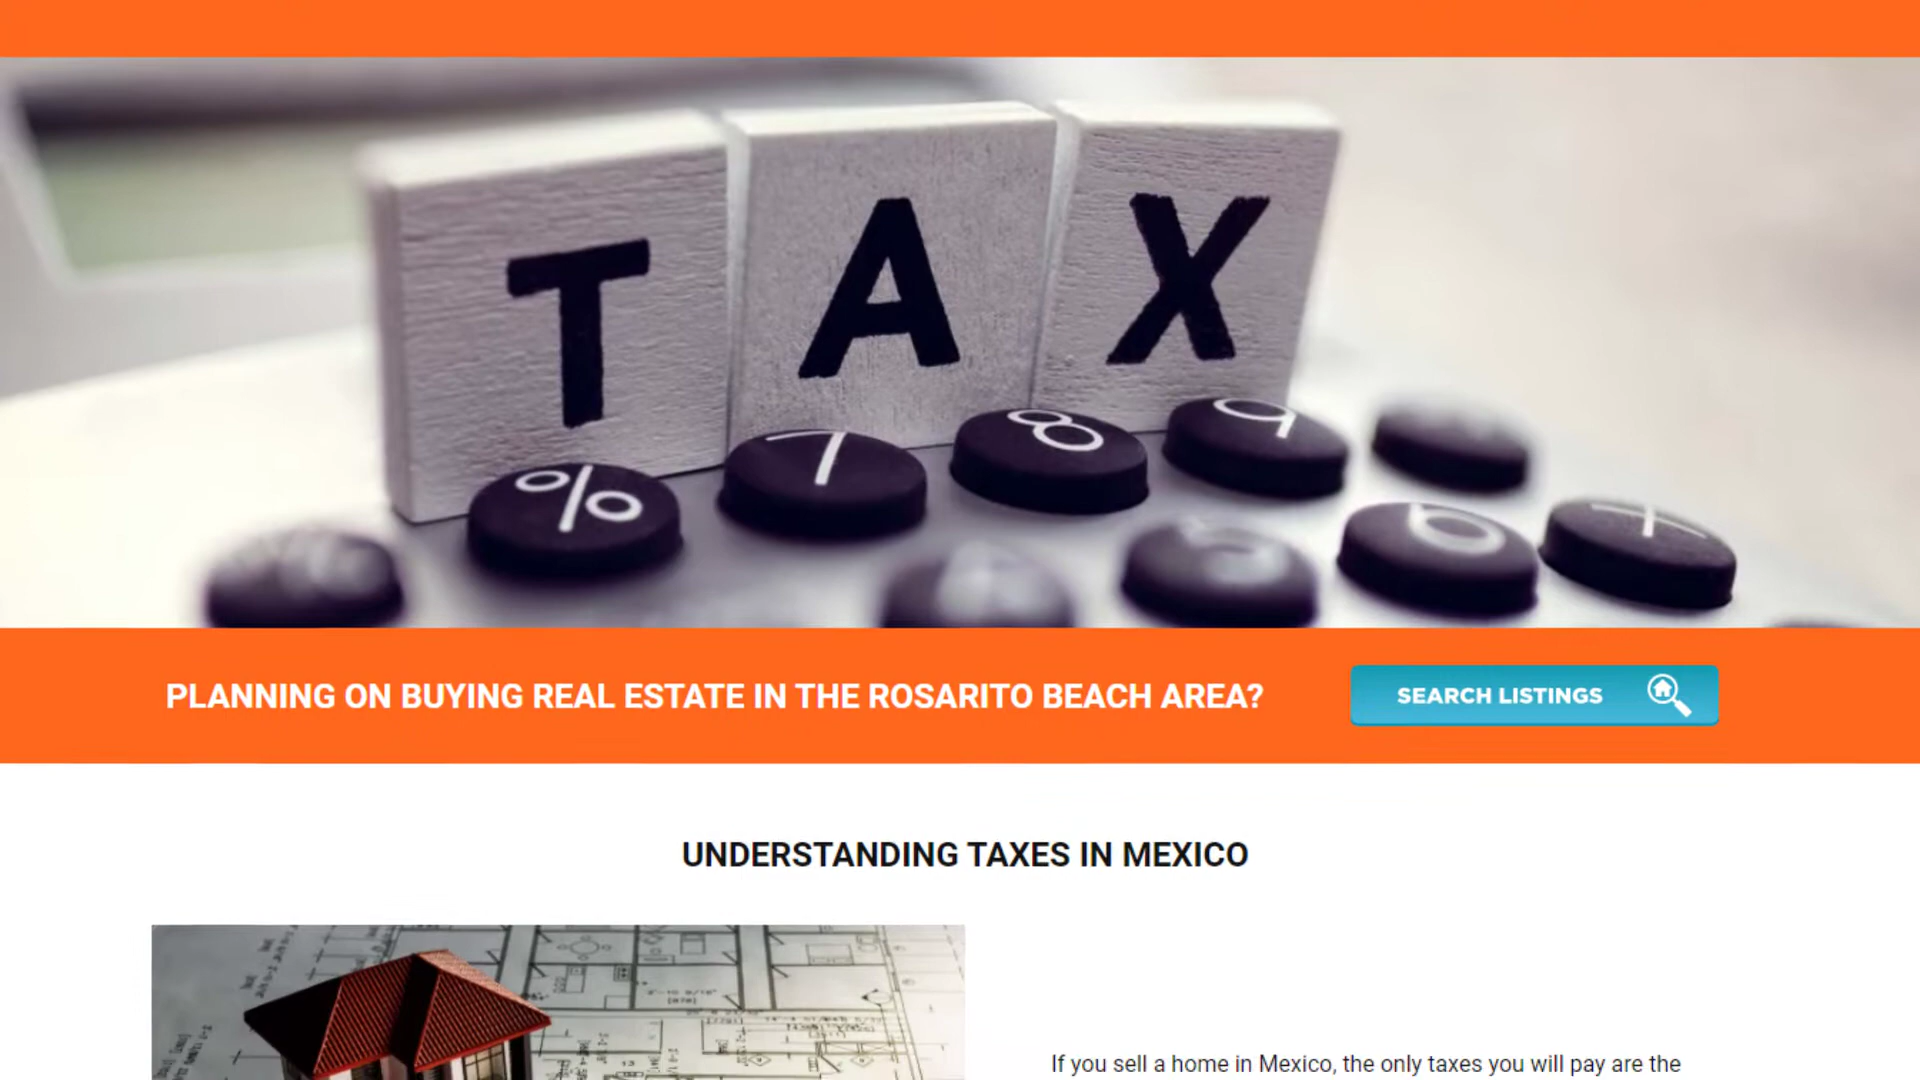 T A X
% 7 8 9
6 +
PLANNING ON BUYING REAL ESTATE IN THE ROSARITO BEACH AREA?
SEARCH LISTINGS
UNDERSTANDING TAXES IN MEXICO
If you sell a home in Mexico, the only taxes you will pay are the